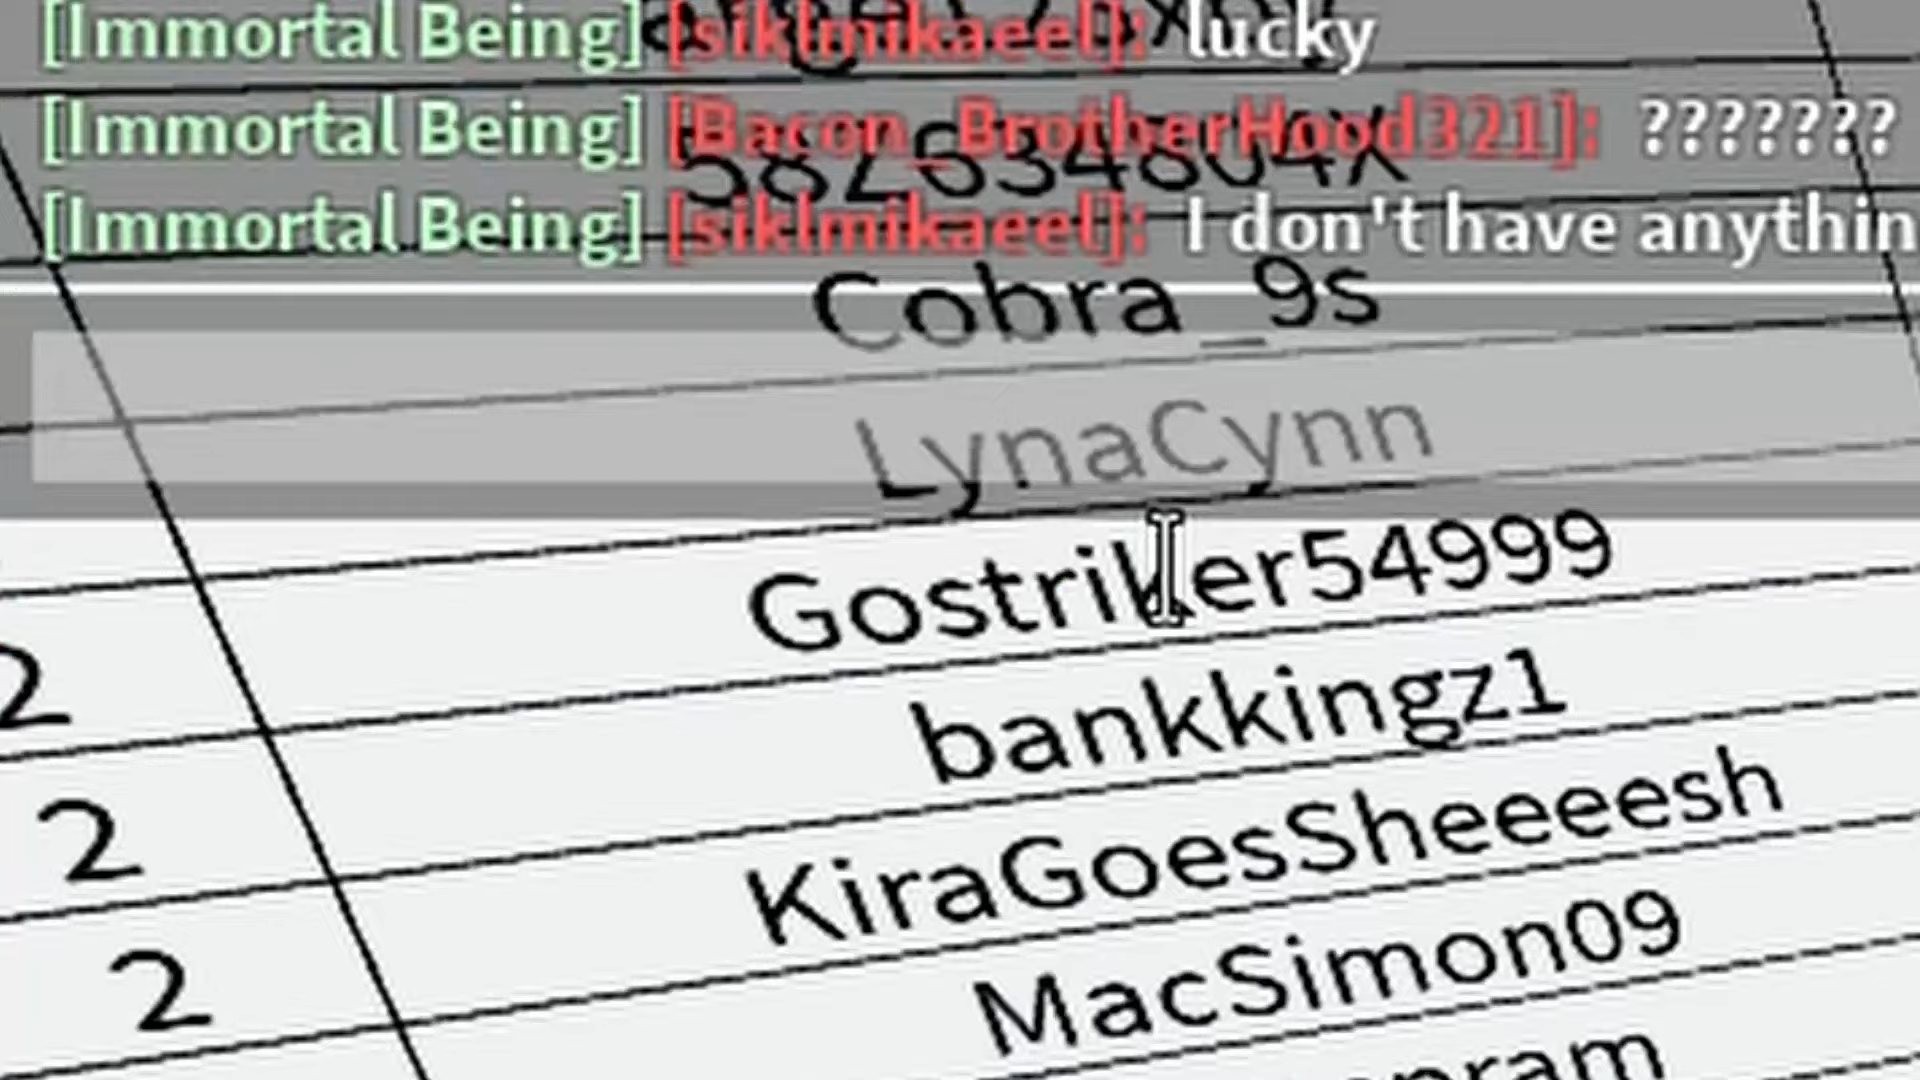 [Immortal Being] [siklmikaeel]: lucky
[Immortal Being] [Bacon_BrotherHood321]: ???????
582634804X
[Immortal Being] [siklmikaeel]: I don't have anythin
Cobra_9s
LynaCynn
Gostriker54999
2 bankkingz1
2 KiraGoesSheeeesh
2 MacSimon09